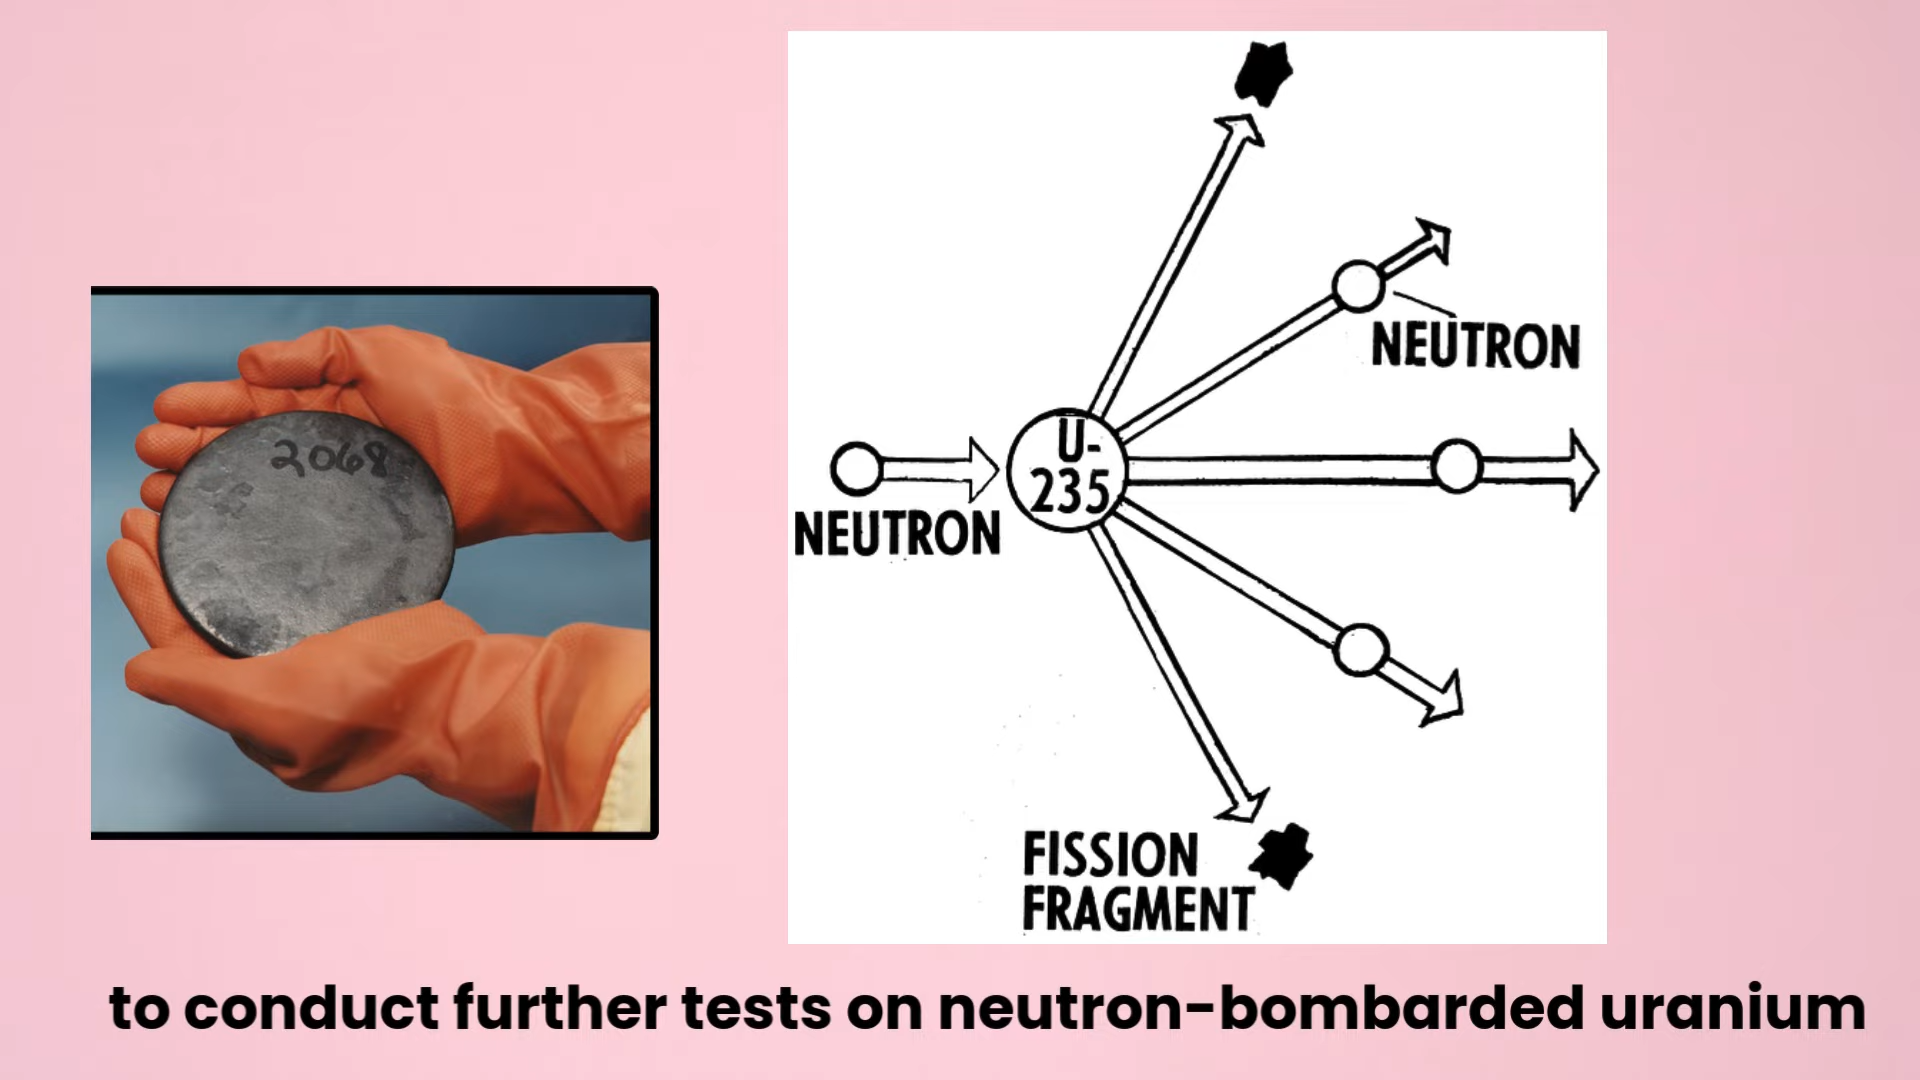 2068
NEUTRON
U-
235
NEUTRON
FISSION
FRAGMENT
to conduct further tests on neutron-bombarded uranium